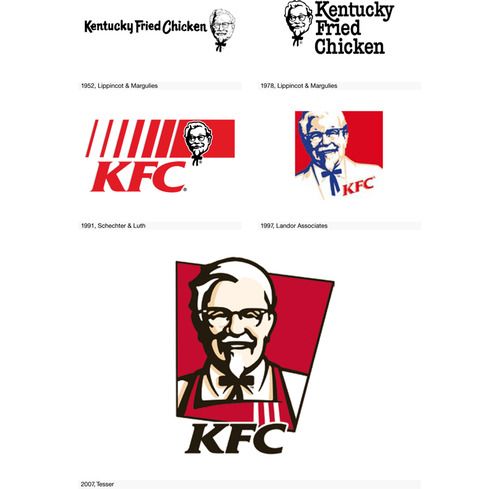 Kentucky Fried Chicken
Kentucky
Fried
Chicken
1952, Lippincot & Margulies
1978, Lippincot & Margulies
KFC®
KFC
1991, Schechter & Luth
1997, Landor Associates
KFC
2007, Tesser